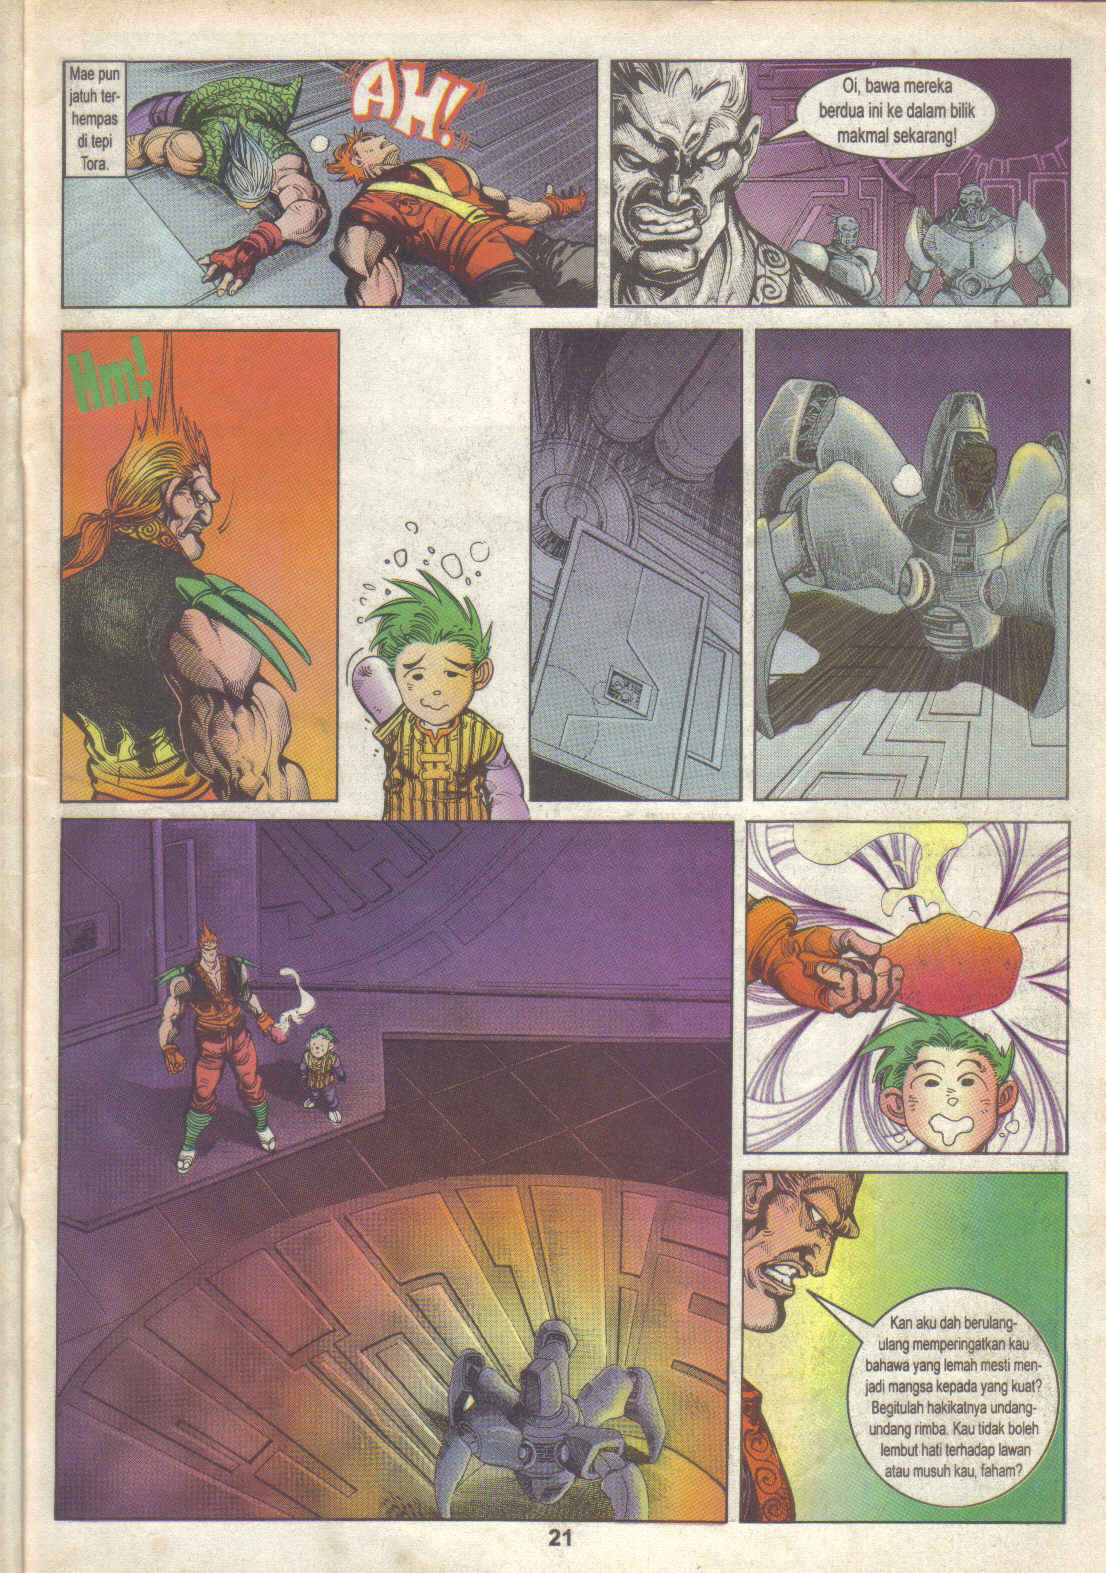 Mae pun
jatuh ter-
hempas
di tepi
Tora.
AH!
Oi, bawa mereka
berdua ini ke dalam bilik
makmal sekarang!
Hm!
Kan aku dah berulang-
ulang memperingatkan kau
bahawa yang lemah mesti men-
jadi mangsa kepada yang kuat?
Begitulah hakikatnya undang-
undang rimba. Kau tidak boleh
lembut hati terhadap lawan
atau musuh kau, faham?
21